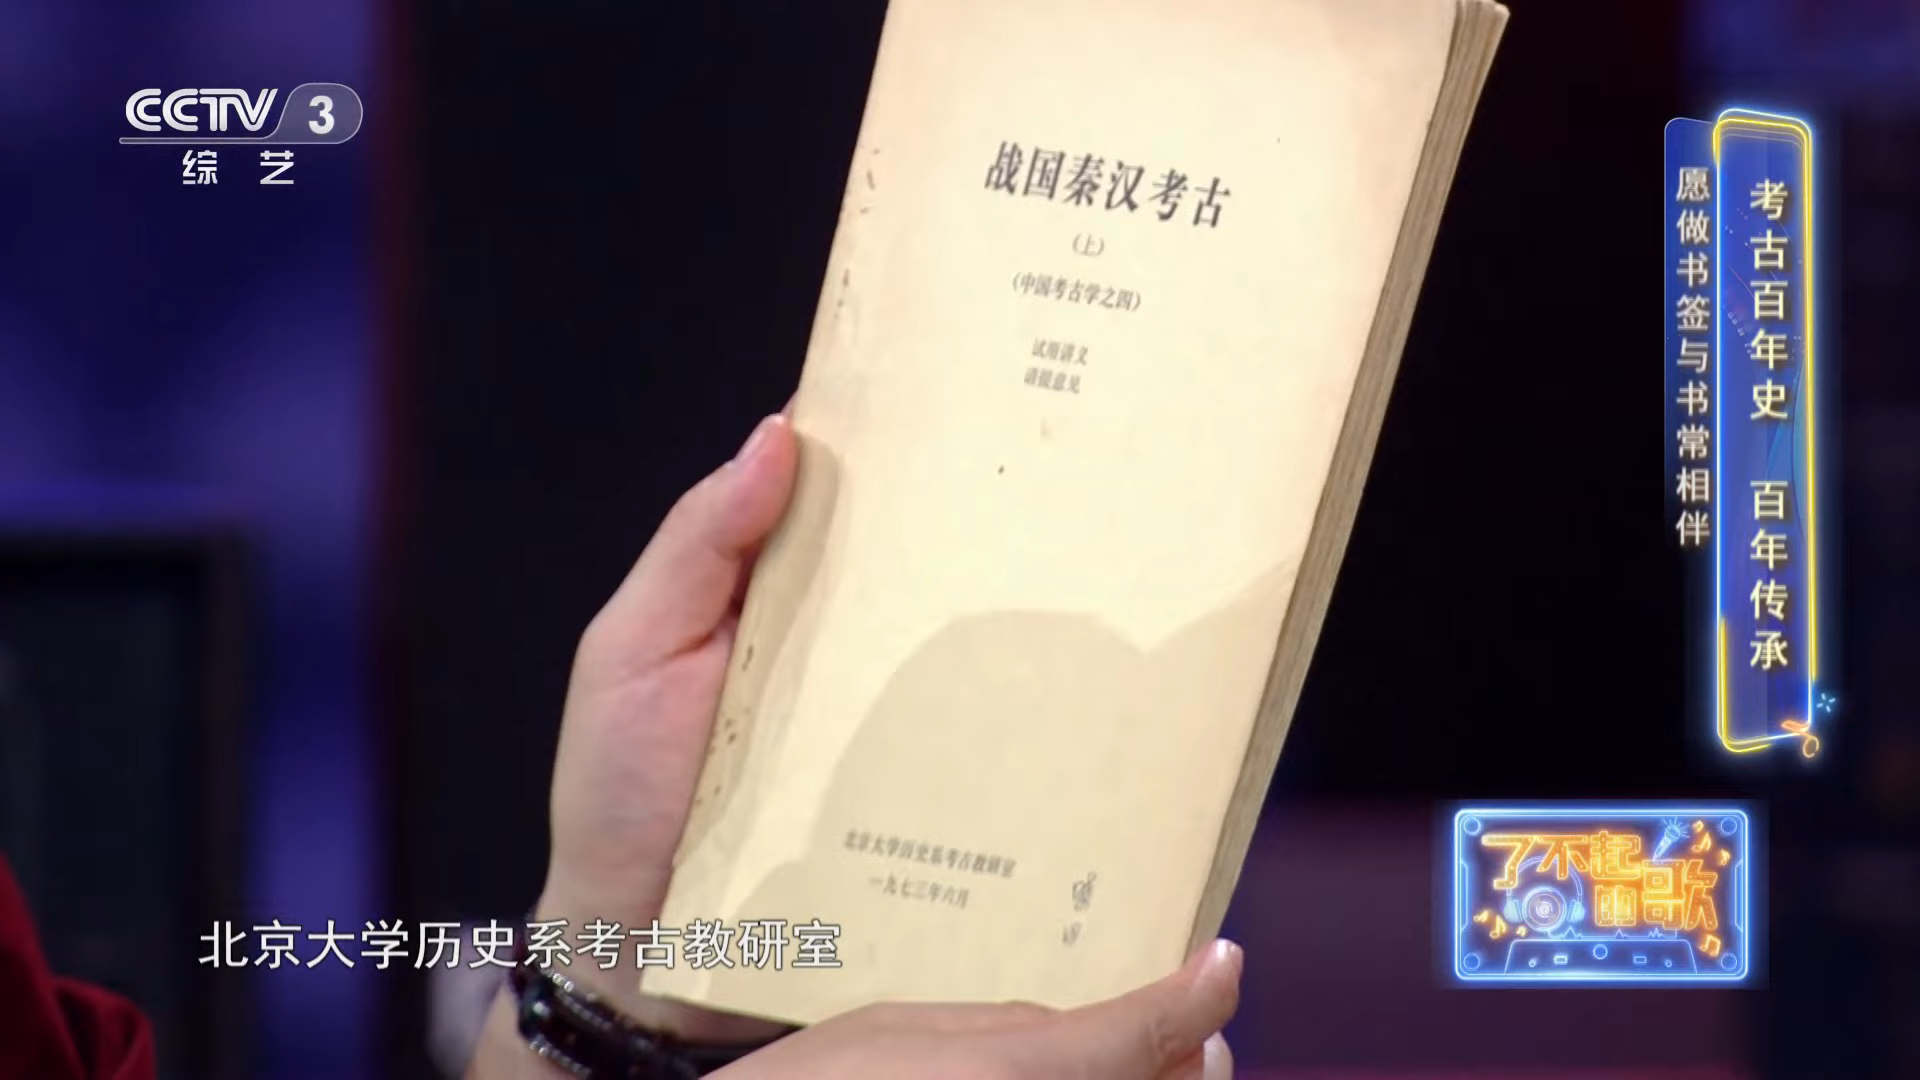 CCTV 3
综 艺
战国秦汉考古
（上）
（中国考古学之四）
试用讲义
请提意见
北京大学历史系考古教研室
一九七三年六月
考古百年史 百年传承
愿做书签与书常相伴
了不起的歌
北京大学历史系考古教研室